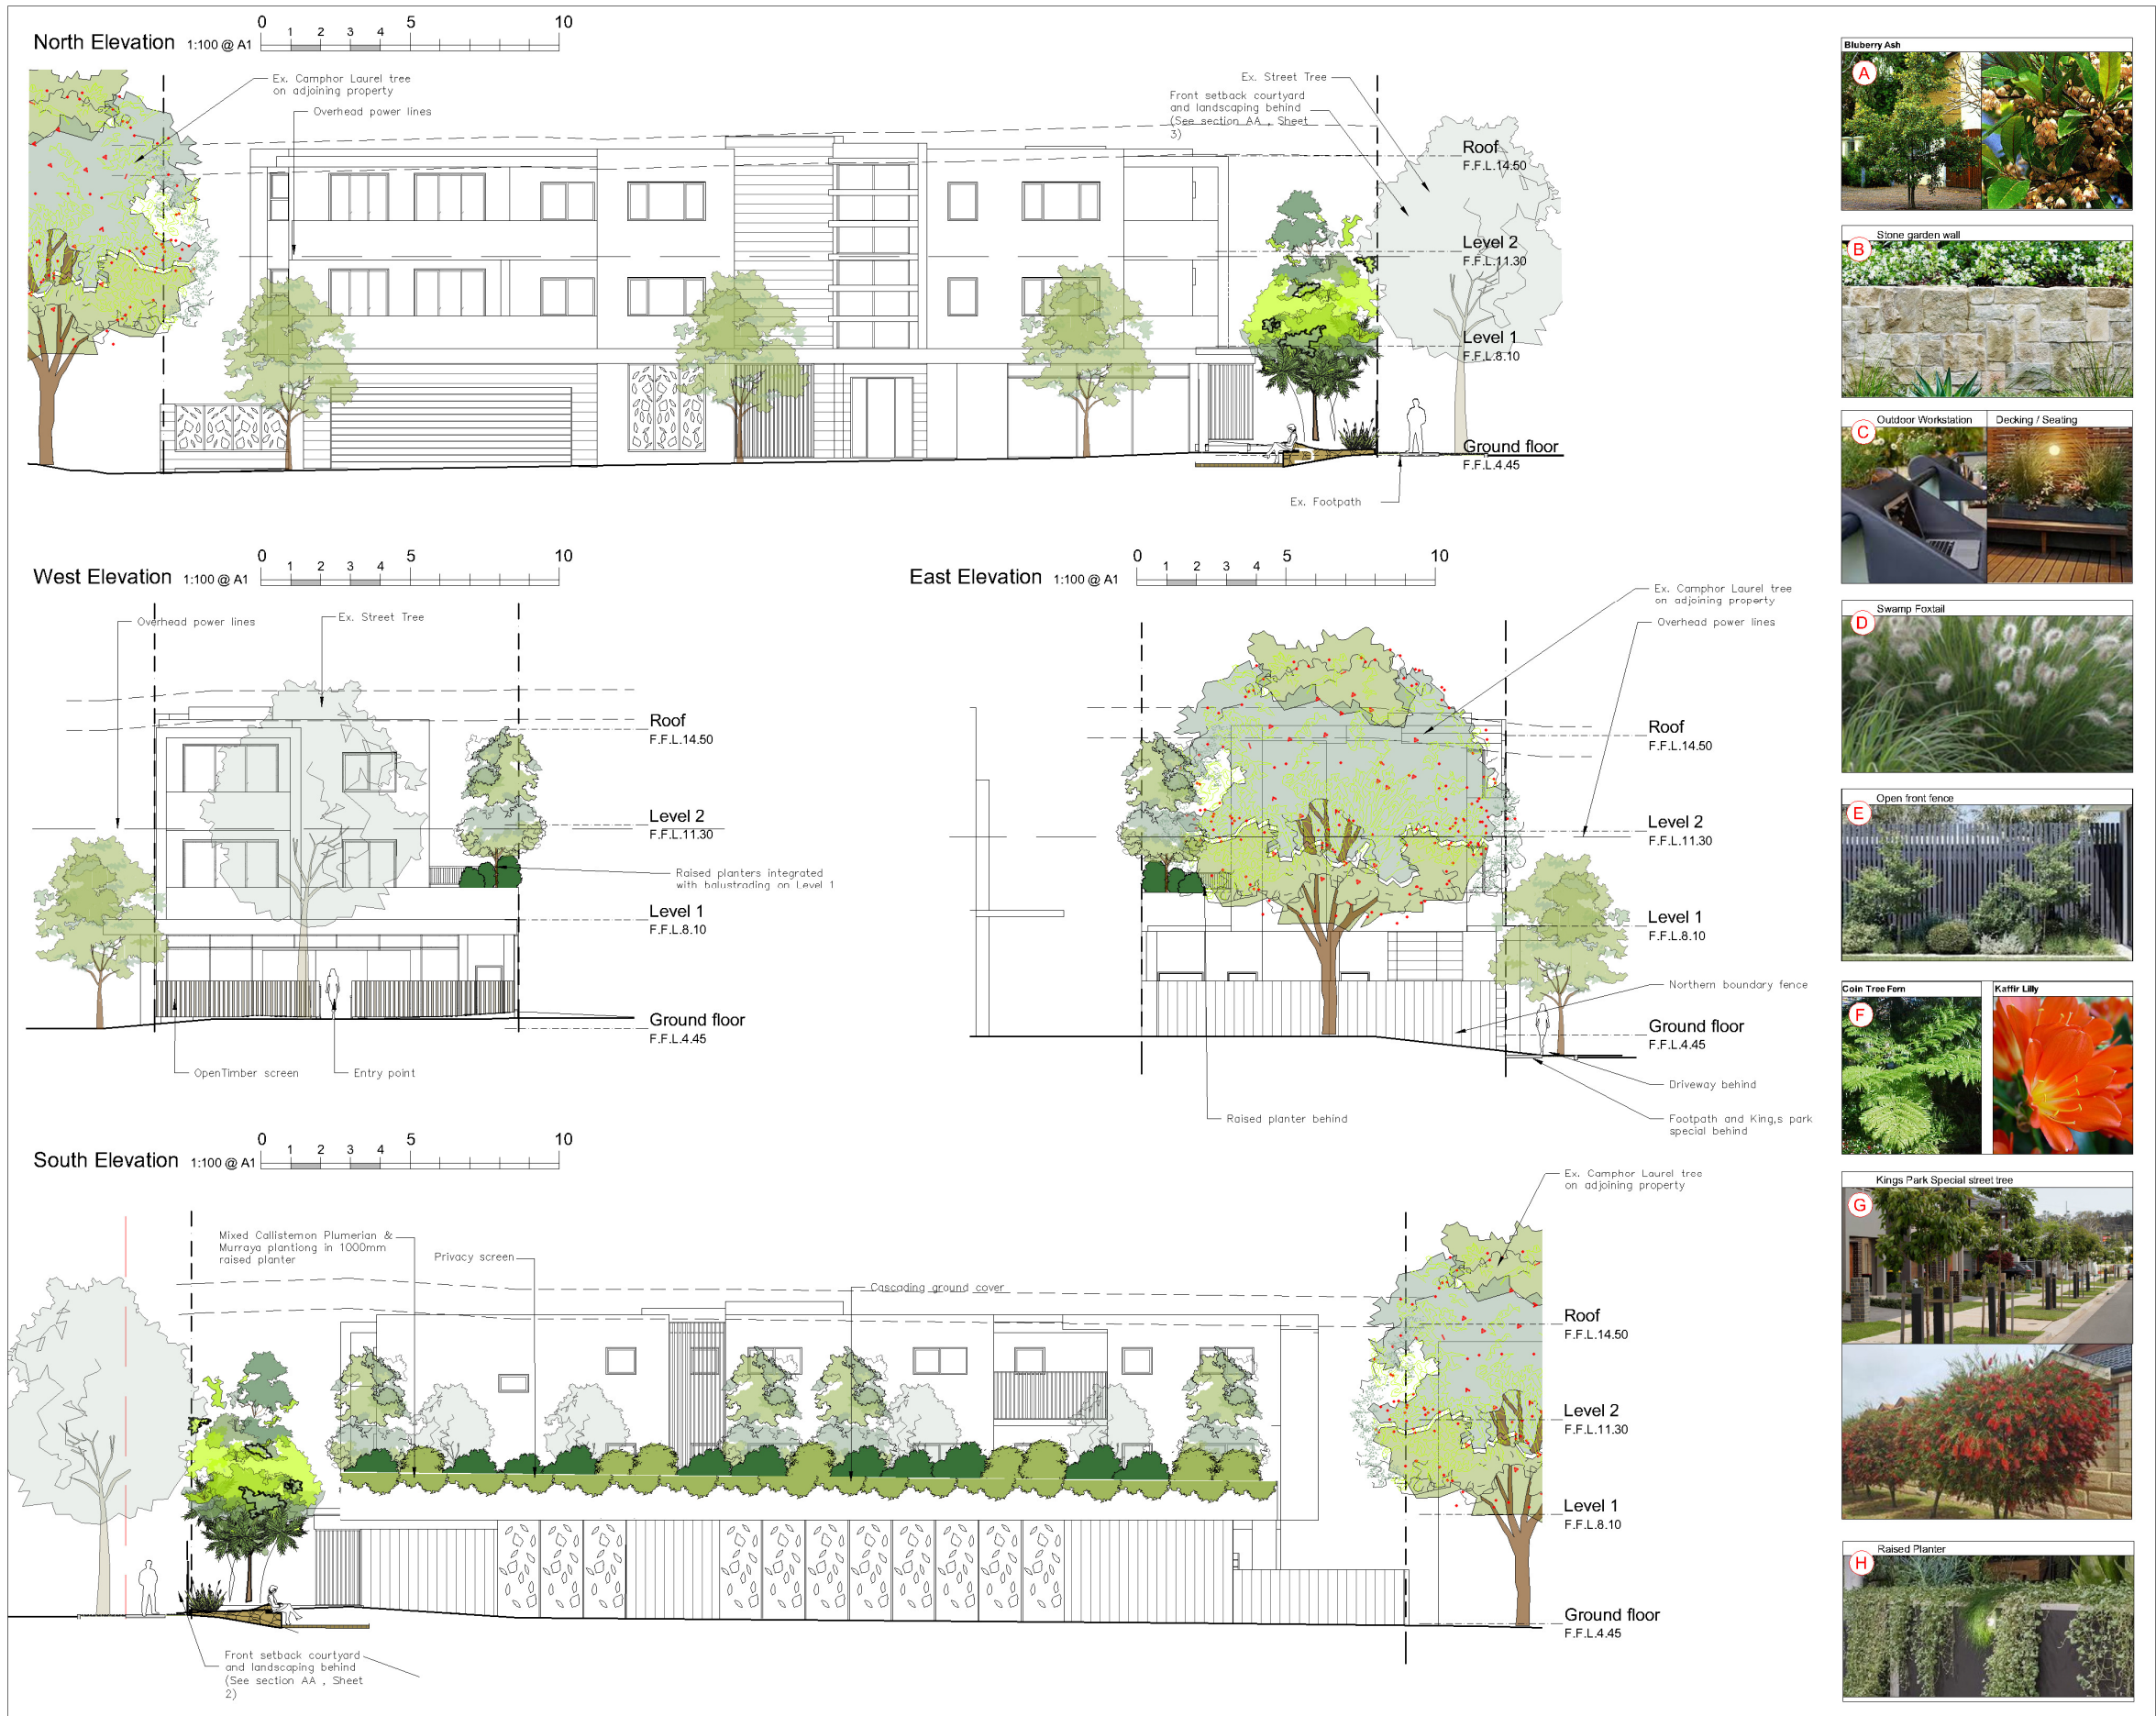 North Elevation 1:100 @ A1
0 1 2 3 4 5 10
Ex. Camphor Laurel tree
on adjoining property
Overhead power lines
Ex. Street Tree
Front setback courtyard
and landscaping behind
(See section AA , Sheet
3)
Roof
F.F.L.14.50
Level 2
F.F.L.11.30
Level 1
F.F.L.8.10
Ground floor
F.F.L.4.45
Ex. Footpath
West Elevation 1:100 @ A1
0 1 2 3 4 5 10
Overhead power lines
Ex. Street Tree
Roof
F.F.L.14.50
Level 2
F.F.L.11.30
Raised planters integrated
with balustrading on Level 1
Level 1
F.F.L.8.10
Ground floor
F.F.L.4.45
OpenTimber screen
Entry point
East Elevation 1:100 @ A1
0 1 2 3 4 5 10
Ex. Camphor Laurel tree
on adjoining property
Overhead power lines
Roof
F.F.L.14.50
Level 2
F.F.L.11.30
Level 1
F.F.L.8.10
Northern boundary fence
Ground floor
F.F.L.4.45
Driveway behind
Raised planter behind
Footpath and King,s park
special behind
South Elevation 1:100 @ A1
0 1 2 3 4 5 10
Mixed Callistemon Plumerian &
Murraya plantiong in 1000mm
raised planter
Privacy screen
Cascading ground cover
Ex. Camphor Laurel tree
on adjoining property
Roof
F.F.L.14.50
Level 2
F.F.L.11.30
Level 1
F.F.L.8.10
Ground floor
F.F.L.4.45
Front setback courtyard
and landscaping behind
(See section AA , Sheet
2)
Bluberry Ash
A
Stone garden wall
B
Outdoor Workstation
Decking / Seating
C
Swamp Foxtail
D
Open front fence
E
Coin Tree Fern
Kaffir Lilly
F
Kings Park Special street tree
G
Raised Planter
H